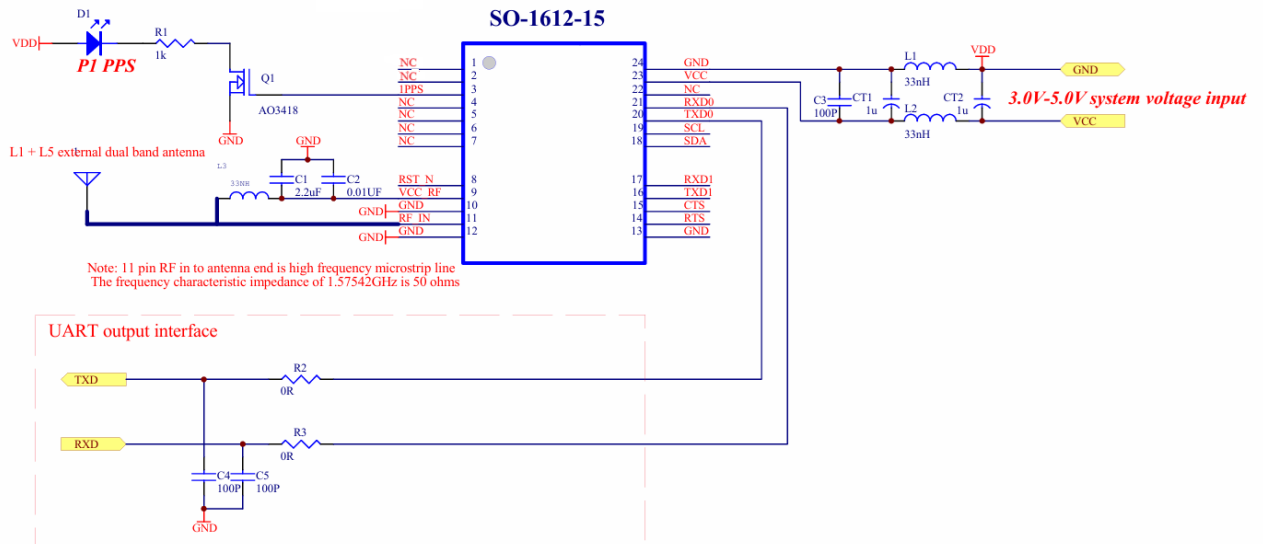 SO-1612-15
D1
VDD
R1
1k
P1 PPS
Q1
AO3418
GND
NC
NC
1PPS
NC
NC
NC
NC
1
2
3
4
5
6
7
24
23
22
21
20
19
18
GND
VCC
NC
RXD0
TXD0
SCL
SDA
L1
33nH
VDD
GND
C3
100P
CT1
1u
CT2
1u
3.0V-5.0V system voltage input
L2
33nH
VCC
L1 + L5 external dual band antenna
GND
L3
33NH
C1
2.2uF
C2
0.01UF
RST_N
VCC_RF
GND
GND
RF_IN
GND
GND
8
9
10
11
12
17
16
15
14
13
RXD1
TXD1
CTS
RTS
GND
Note: 11 pin RF in to antenna end is high frequency microstrip line
The frequency characteristic impedance of 1.57542GHz is 50 ohms
UART output interface
TXD
R2
0R
RXD
R3
0R
C4
100P
C5
100P
GND